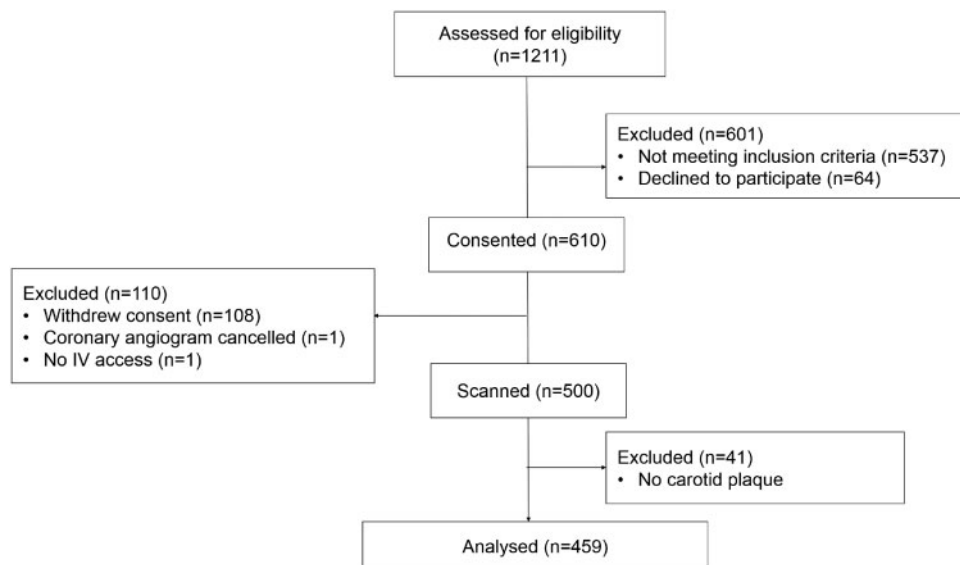 Assessed for eligibility
(n=1211)
Excluded (n=601)
• Not meeting inclusion criteria (n=537)
• Declined to participate (n=64)
Consented (n=610)
Excluded (n=110)
• Withdrew consent (n=108)
• Coronary angiogram cancelled (n=1)
• No IV access (n=1)
Scanned (n=500)
Excluded (n=41)
• No carotid plaque
Analysed (n=459)